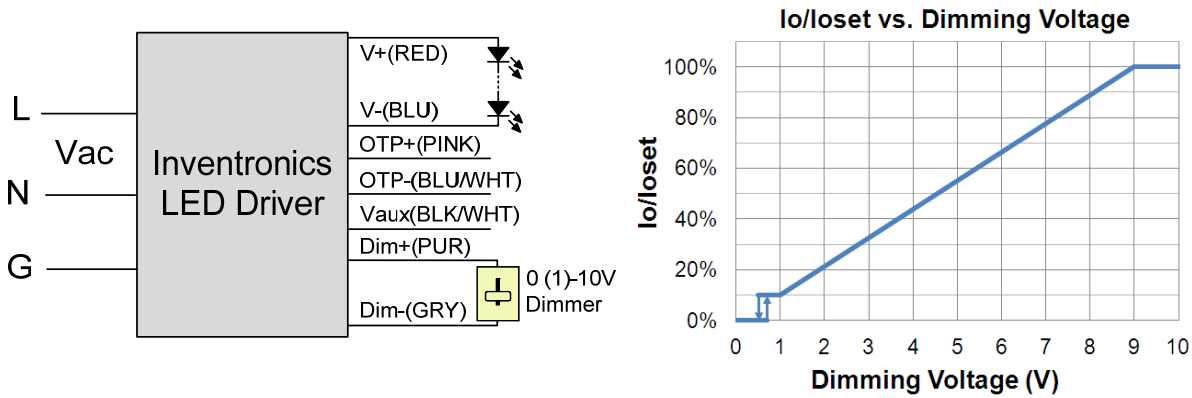 L
Vac
N
G
Inventronics
LED Driver
V+(RED)
V-(BLU)
OTP+(PINK)
OTP-(BLU/WHT)
Vaux(BLK/WHT)
Dim+(PUR)
Dim-(GRY)
0 (1)-10V
Dimmer
Io/Ioset vs. Dimming Voltage
Io/Ioset
100%
80%
60%
40%
20%
0%
0 1 2 3 4 5 6 7 8 9 10
Dimming Voltage (V)